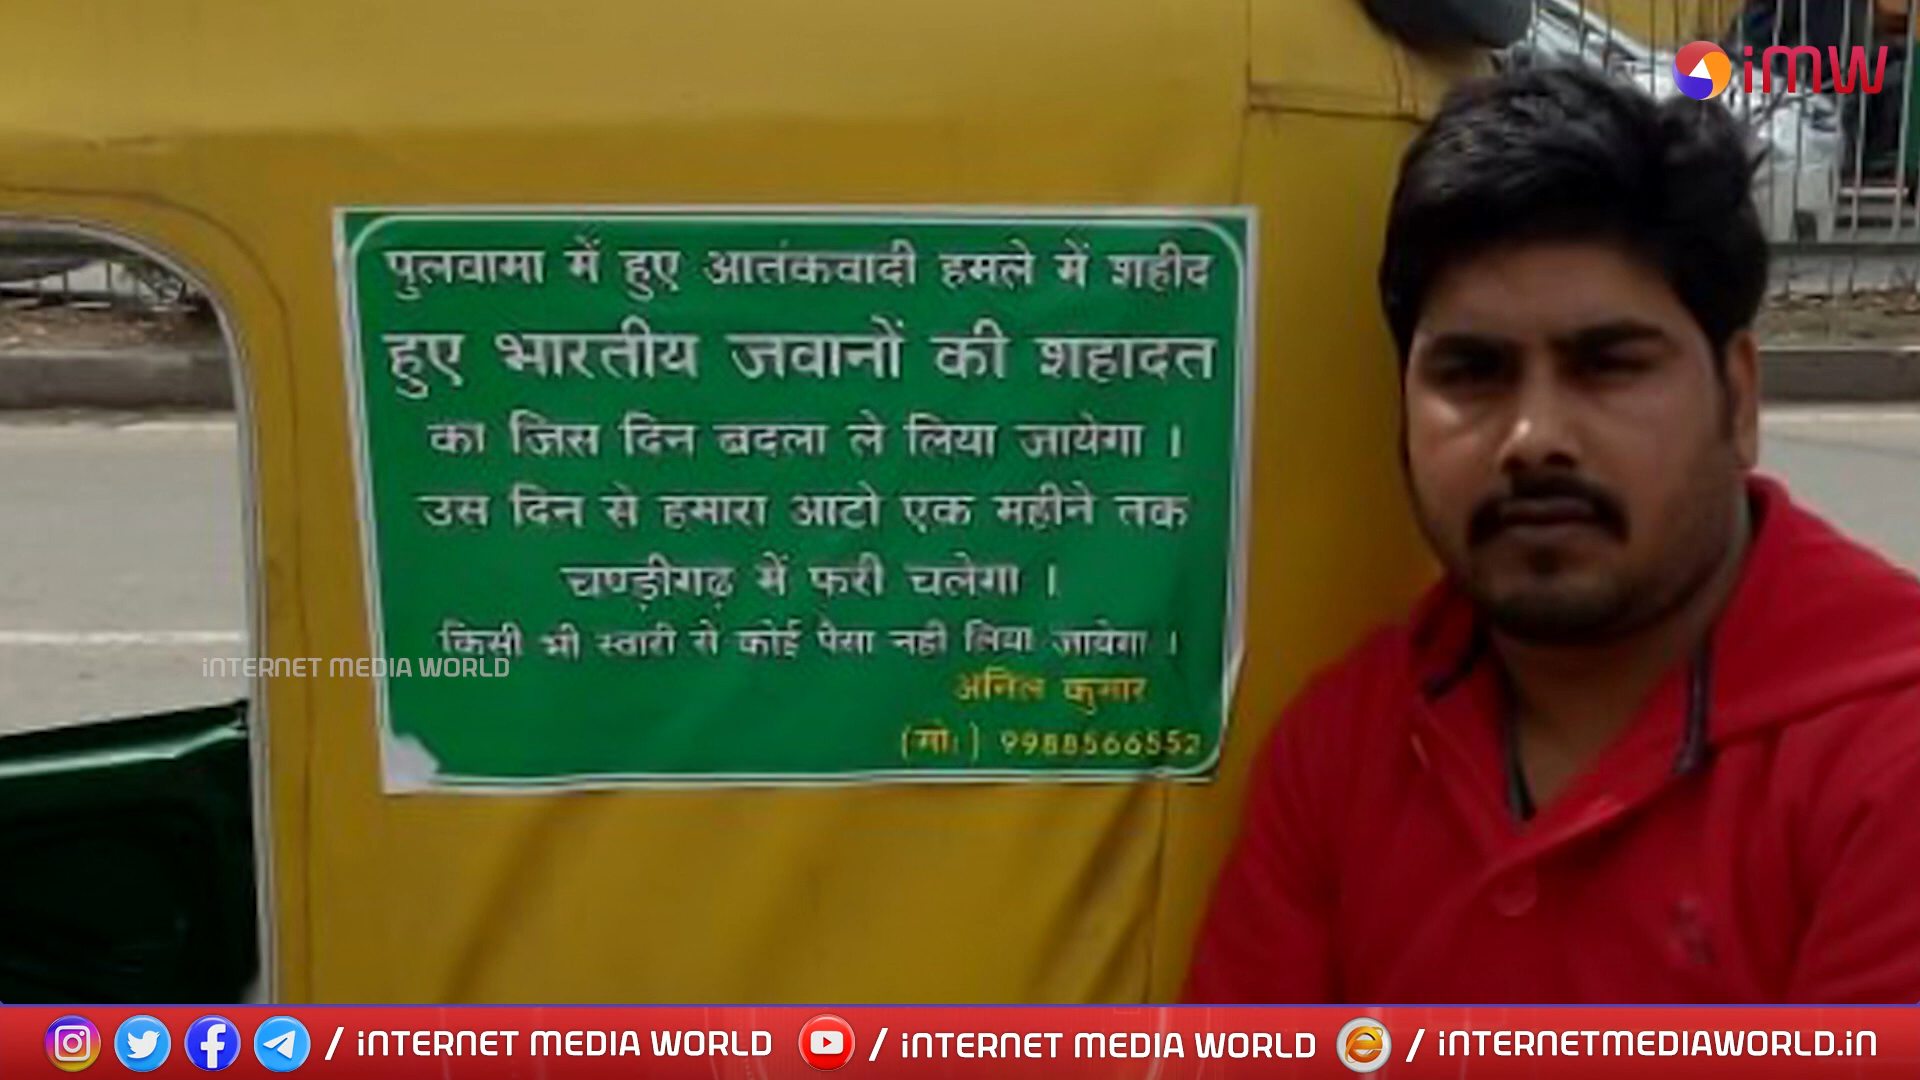 iMW
पुलवामा में हुए आतंकवादी हमले में शहीद
हुए भारतीय जवानों की शहादत
का जिस दिन बदला ले लिया जायेगा ।
उस दिन से हमारा आटो एक महीने तक
चण्ड़ीगढ़ में फरी चलेगा ।
किसी भी स्वारी से कोई पैसा नही लिया जायेगा ।
अनिल कुमार
(मो.) 9988566552
iNTERNET MEDIA WORLD
/ iNTERNET MEDIA WORLD
/ iNTERNET MEDIA WORLD
/ iNTERNETMEDIAWORLD.iN